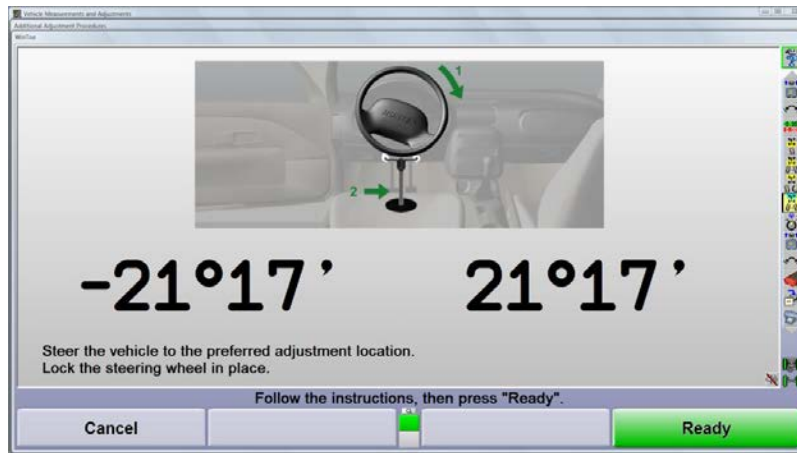 Vehicle Measurements and Adjustments
Additional Adjustment Procedures
WinToe
1
HUNTER
2
-21°17'
21°17'
Steer the vehicle to the preferred adjustment location.
Lock the steering wheel in place.
Follow the instructions, then press "Ready".
Cancel
Ready